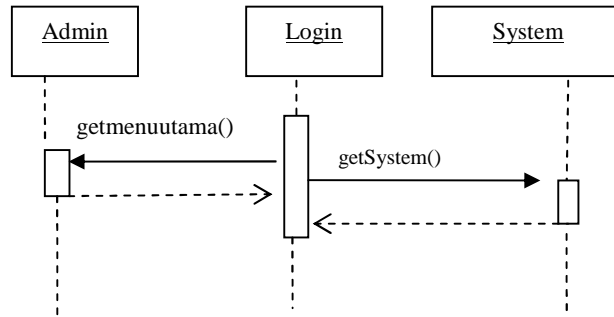 Admin
Login
System
getmenuutama()
getSystem()